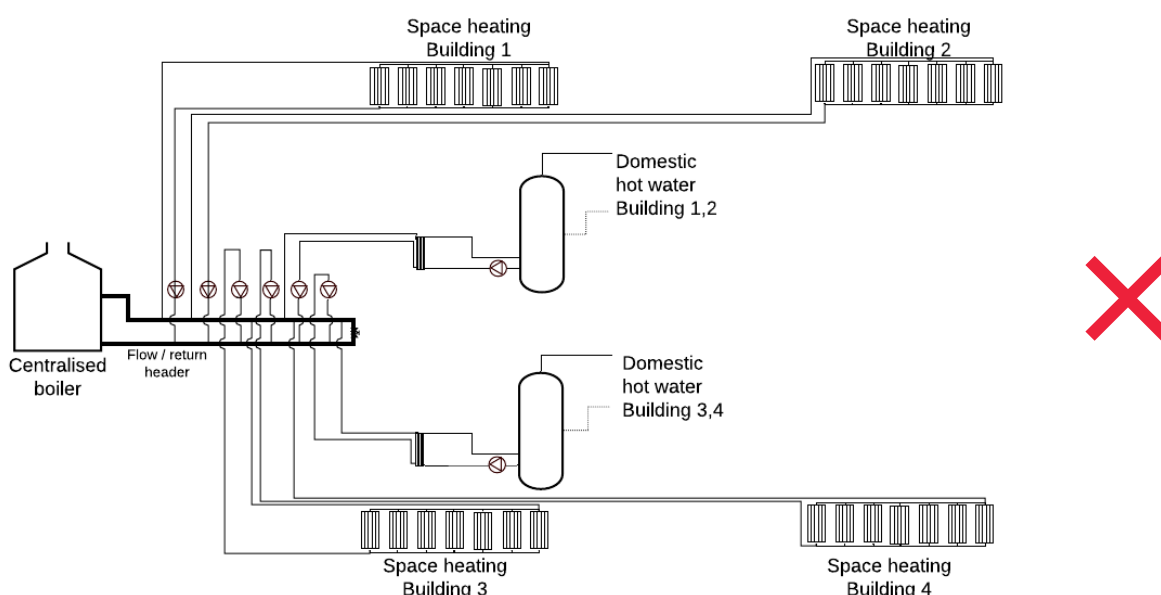 Space heating
Building 1
Space heating
Building 2
Domestic
hot water
Building 1,2
Centralised
boiler
Flow / return
header
Domestic
hot water
Building 3,4
Space heating
Building 3
Space heating
Building 4